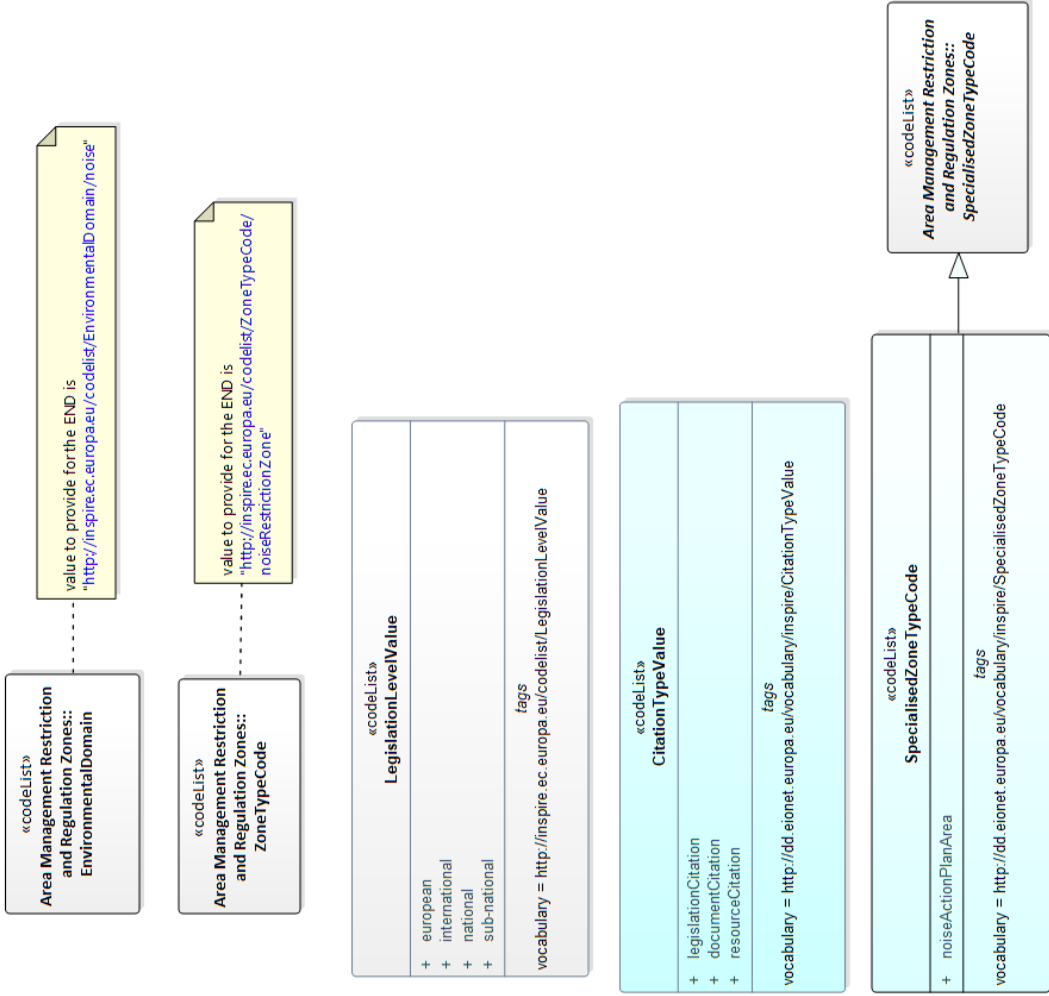 «codeList»
Area Management Restriction
and Regulation Zones::
EnvironmentalDomain
value to provide for the END is
"http://inspire.ec.europa.eu/codelist/EnvironmentalDomain/noise"
«codeList»
Area Management Restriction
and Regulation Zones::
ZoneTypeCode
value to provide for the END is
"http://inspire.ec.europa.eu/codelist/ZoneTypeCode/
noiseRestrictionZone"
«codeList»
LegislationLevelValue
+ european
+ international
+ national
+ sub-national
tags
vocabulary = http://inspire.ec.europa.eu/codelist/LegislationLevelValue
«codeList»
CitationTypeValue
+ legislationCitation
+ documentCitation
+ resourceCitation
tags
vocabulary = http://dd.eionet.europa.eu/vocabulary/inspire/CitationTypeValue
«codeList»
SpecialisedZoneTypeCode
+ noiseActionPlanArea
tags
vocabulary = http://dd.eionet.europa.eu/vocabulary/inspire/SpecialisedZoneTypeCode
«codeList»
Area Management Restriction
and Regulation Zones::
SpecialisedZoneTypeCode